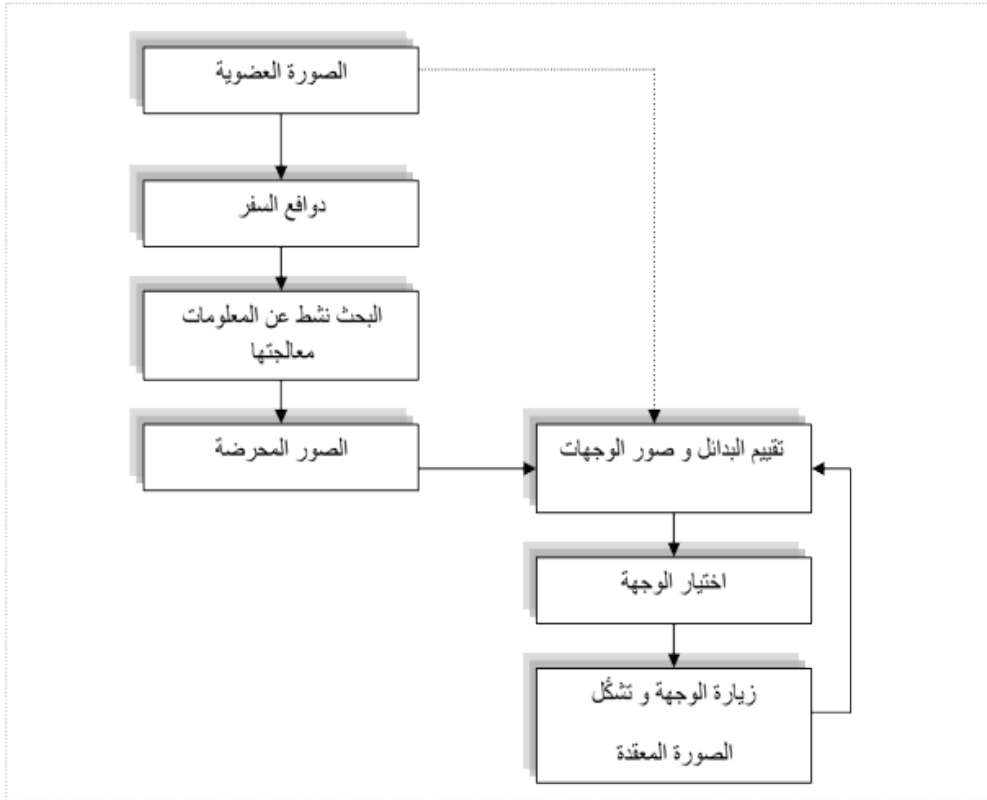 الصورة العضوية
دوافع السفر
البحث نشط عن المعلومات
معالجتها
الصور المحرضة
تقييم البدائل و صور الوجهات
اختيار الوجهة
زيارة الوجهة و تشكُّل
الصورة المعقدة